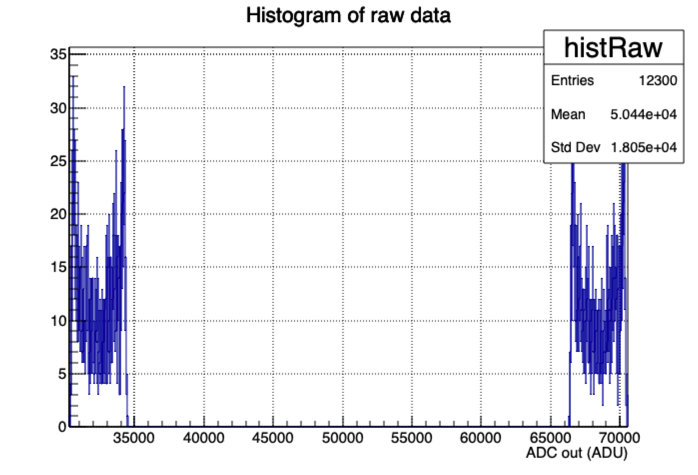 Histogram of raw data
histRaw
Entries 12300
Mean 5.044e+04
Std Dev 1.805e+04
35
30
25
20
15
10
5
0
35000 40000 45000 50000 55000 60000 65000 70000
ADC out (ADU)